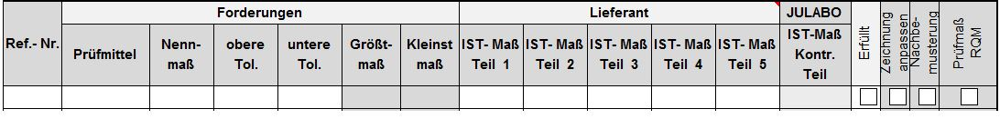 Forderungen Lieferant JULABO
Ref.- Nr. Prüfmittel Nenn- obere untere Größt- Kleinst IST- Maß IST- Maß IST- Maß IST- Maß IST- Maß IST-Maß
maß Tol. Tol. maß maß Teil 1 Teil 2 Teil 3 Teil 4 Teil 5 Kontr.
Teil
Erfüllt
Zeichnung
anpassen
Nachbe-
musterung
Prüfmaß
RQM